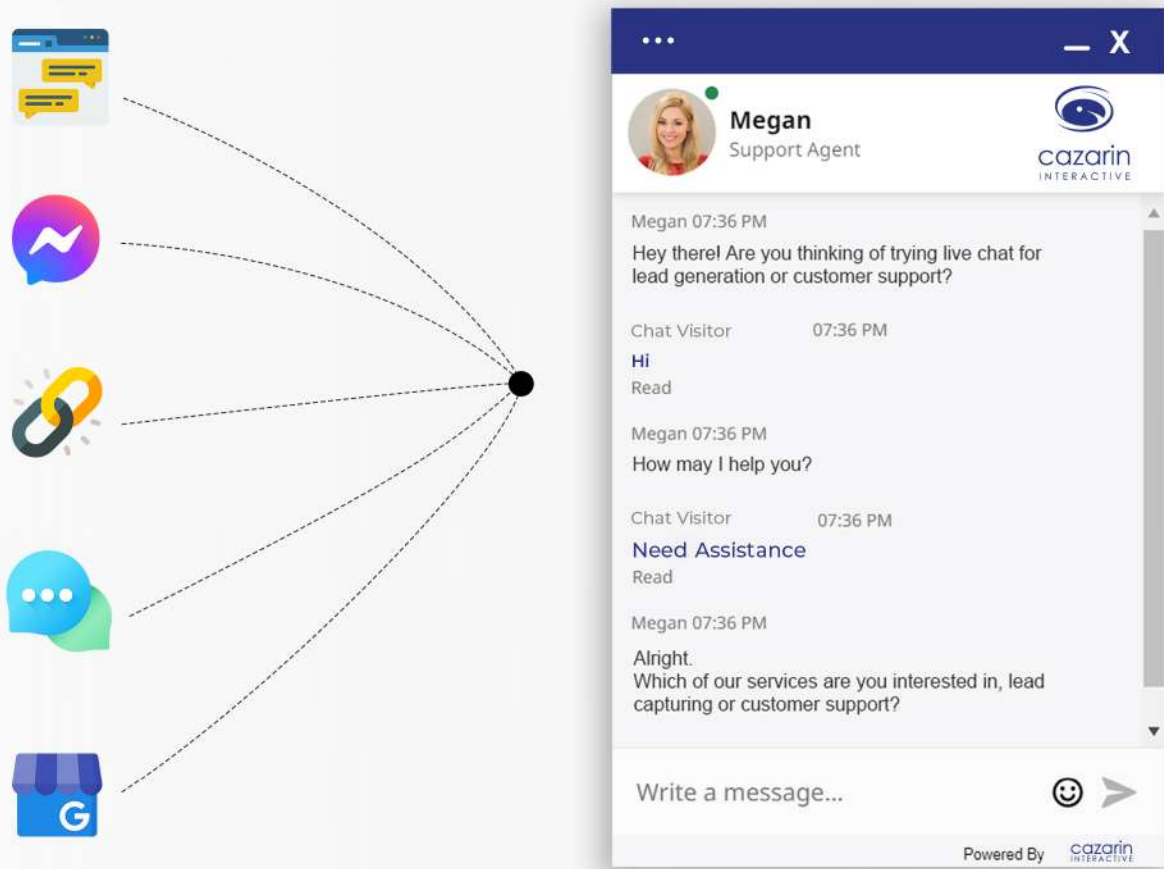 ... _ X
Megan
Support Agent
cazarin
INTERACTIVE
Megan 07:36 PM
Hey there! Are you thinking of trying live chat for
lead generation or customer support?
Chat Visitor 07:36 PM
Hi
Read
Megan 07:36 PM
How may I help you?
Chat Visitor 07:36 PM
Need Assistance
Read
Megan 07:36 PM
Alright.
Which of our services are you interested in, lead
capturing or customer support?
Write a message...
Powered By cazarin
INTERACTIVE
G